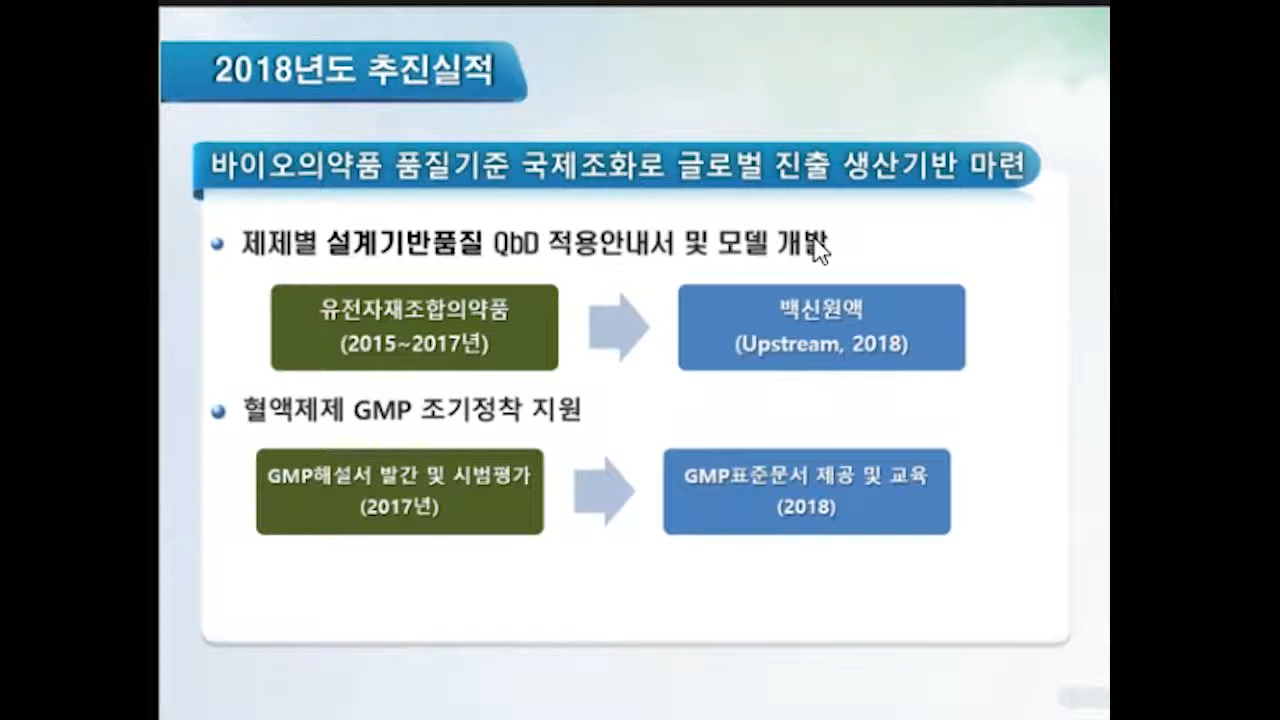 2018년도 추진실적
바이오의약품 품질기준 국제조화로 글로벌 진출 생산기반 마련
제제별 설계기반품질 QbD 적용안내서 및 모델 개발
유전자재조합의약품
(2015~2017년)
백신원액
(Upstream, 2018)
혈액제제 GMP 조기정착 지원
GMP해설서 발간 및 시범평가
(2017년)
GMP표준문서 제공 및 교육
(2018)